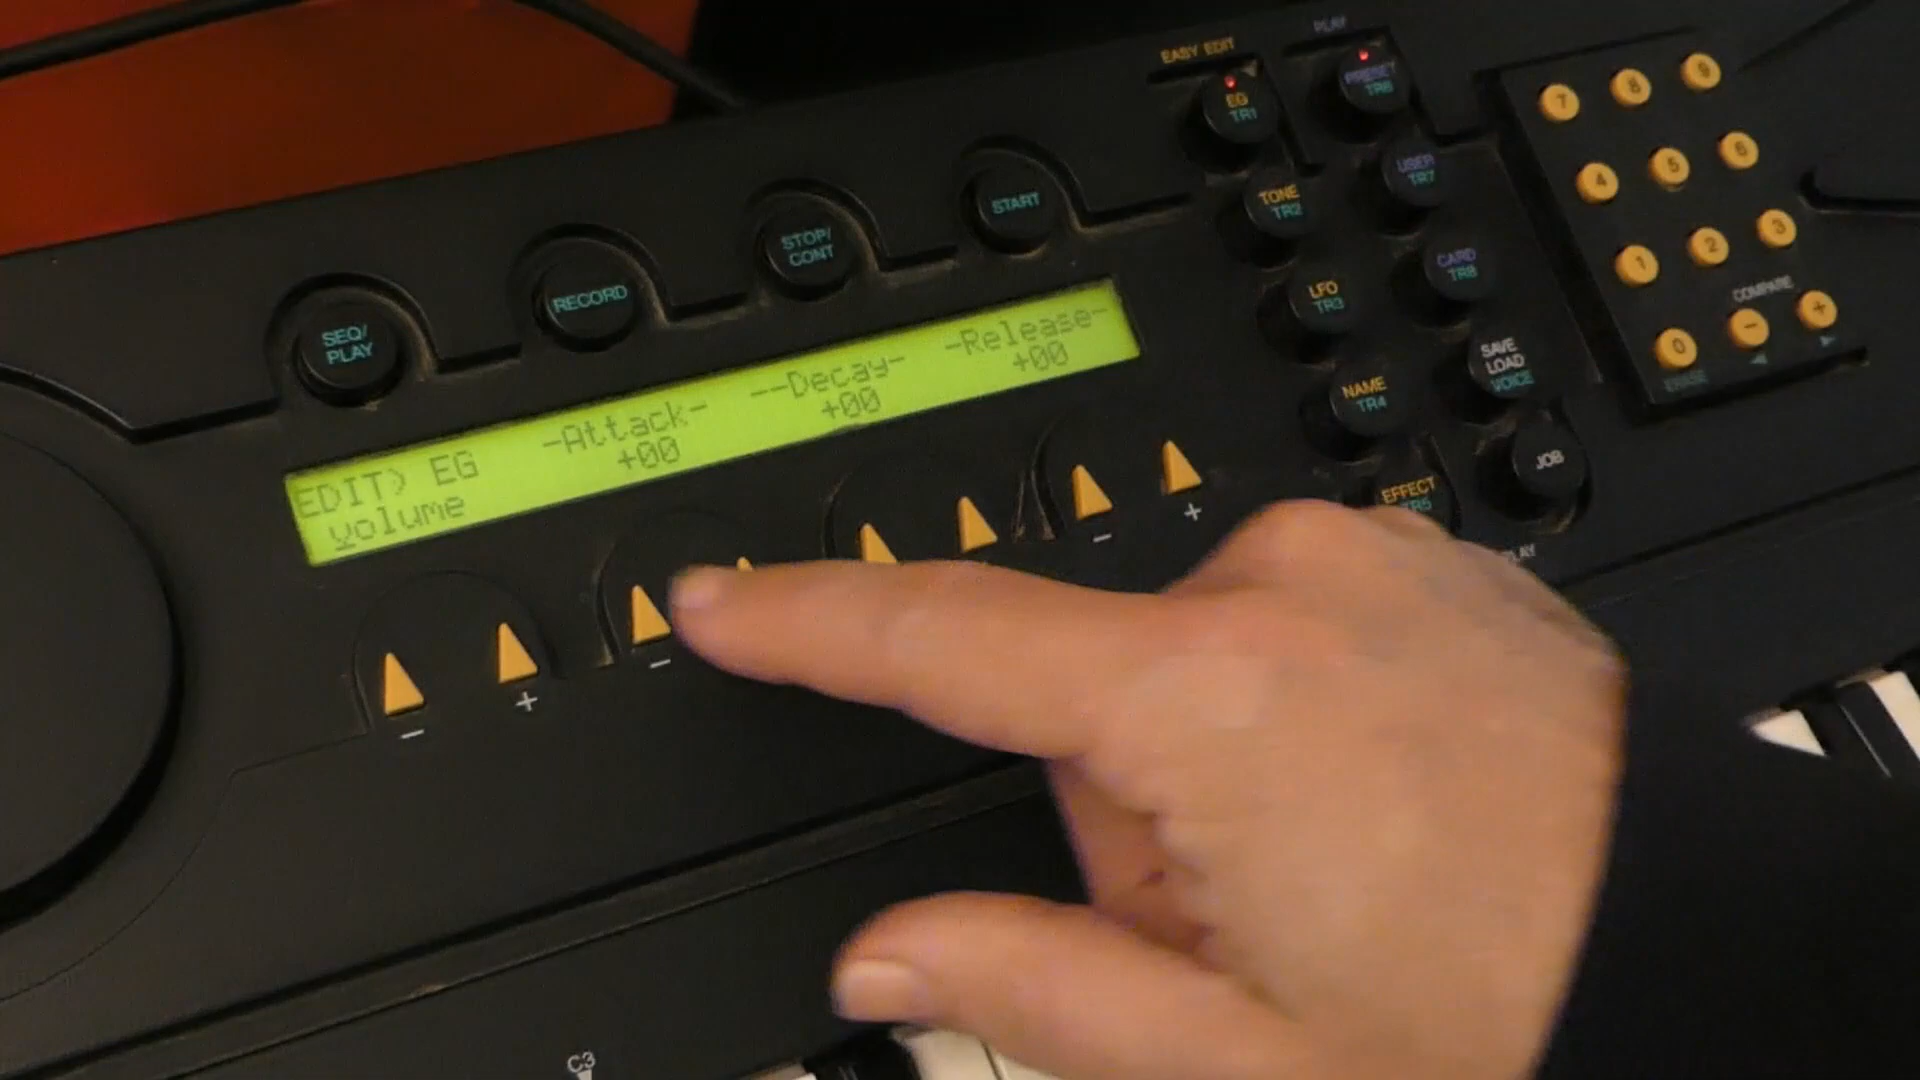 EASY EDIT
PLAY
EG
TR1
PRESET
TR6
7
8
9
TONE
TR2
USER
TR7
4
5
6
LFO
TR3
CARD
TR8
1
2
3
COMPARE
NAME
TR4
SAVE
LOAD
VOICE
0
-
+
ERASE
EFFECT
TR5
JOB
SEQ/
PLAY
RECORD
STOP/
CONT
START
EDIT> EG -Attack- --Decay- -Release-
volume +00 +00 +00
- + - - +
C3